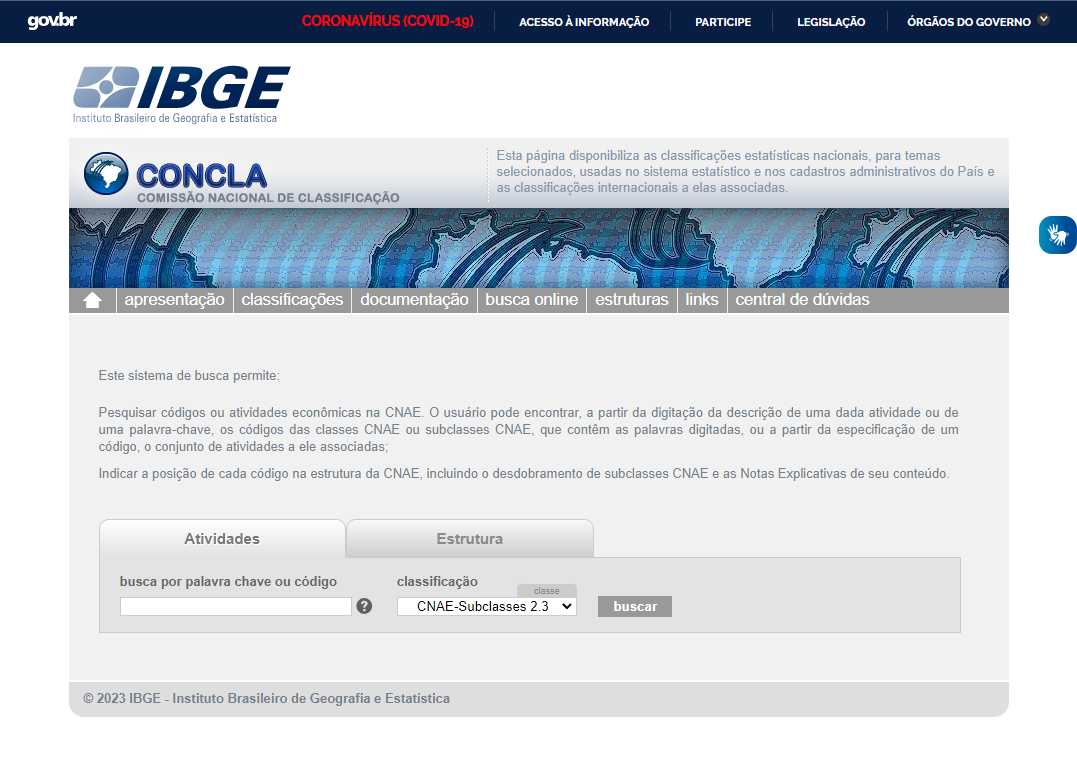 gov.br
CORONAVÍRUS (COVID-19)
ACESSO À INFORMAÇÃO
PARTICIPE
LEGISLAÇÃO
ÓRGÃOS DO GOVERNO
IBGE
Instituto Brasileiro de Geografia e Estatística
CONCLA
COMISSÃO NACIONAL DE CLASSIFICAÇÃO
Esta página disponibiliza as classificações estatísticas nacionais, para temas
selecionados, usadas no sistema estatístico e nos cadastros administrativos do País e
as classificações internacionais a elas associadas.
apresentação
classificações
documentação
busca online
estruturas
links
central de dúvidas
Este sistema de busca permite:
Pesquisar códigos ou atividades econômicas na CNAE. O usuário pode encontrar, a partir da digitação da descrição de uma dada atividade ou de
uma palavra-chave, os códigos das classes CNAE ou subclasses CNAE, que contêm as palavras digitadas, ou a partir da especificação de um
código, o conjunto de atividades a ele associadas;
Indicar a posição de cada código na estrutura da CNAE, incluindo o desdobramento de subclasses CNAE e as Notas Explicativas de seu conteúdo.
Atividades
Estrutura
busca por palavra chave ou código
?
classificação
classe
CNAE-Subclasses 2.3
buscar
© 2023 IBGE - Instituto Brasileiro de Geografia e Estatística